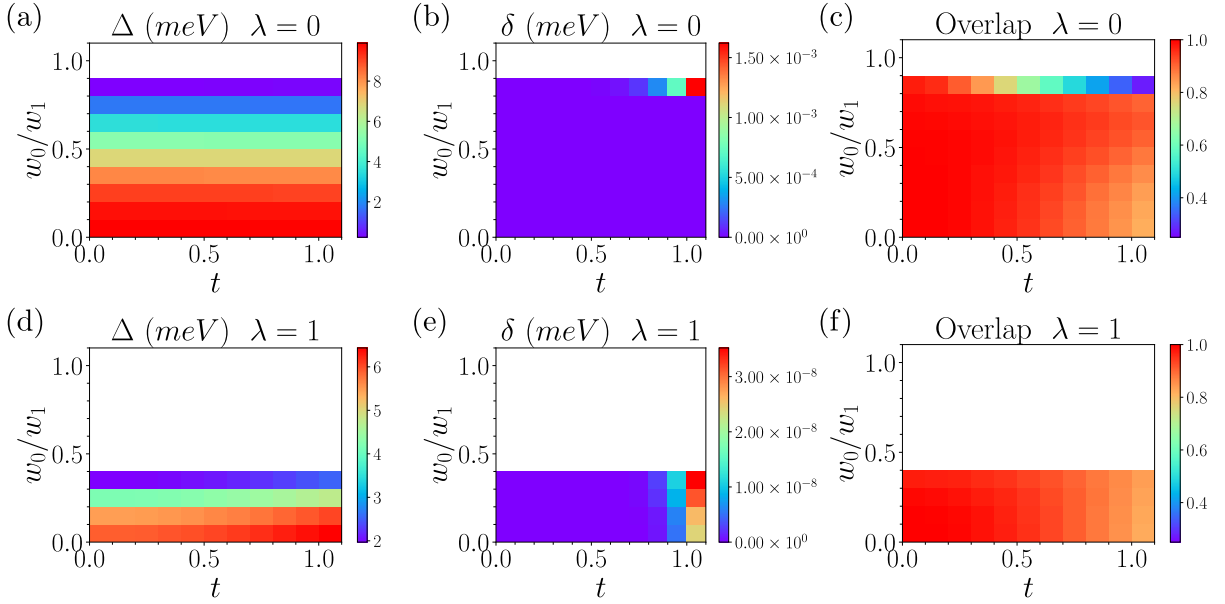 (a) Δ (meV) λ = 0
1.0
0.5
0.0
w₀/w₁
0.0 0.5 1.0
t
8
6
4
2
(b) δ (meV) λ = 0
1.0
0.5
0.0
w₀/w₁
0.0 0.5 1.0
t
1.50 × 10⁻³
1.00 × 10⁻³
5.00 × 10⁻⁴
0.00 × 10⁰
(c) Overlap λ = 0
1.0
0.5
0.0
w₀/w₁
0.0 0.5 1.0
t
1.0
0.8
0.6
0.4
(d) Δ (meV) λ = 1
1.0
0.5
0.0
w₀/w₁
0.0 0.5 1.0
t
6
5
4
3
2
(e) δ (meV) λ = 1
1.0
0.5
0.0
w₀/w₁
0.0 0.5 1.0
t
3.00 × 10⁻⁸
2.00 × 10⁻⁸
1.00 × 10⁻⁸
0.00 × 10⁰
(f) Overlap λ = 1
1.0
0.5
0.0
w₀/w₁
0.0 0.5 1.0
t
1.0
0.8
0.6
0.4